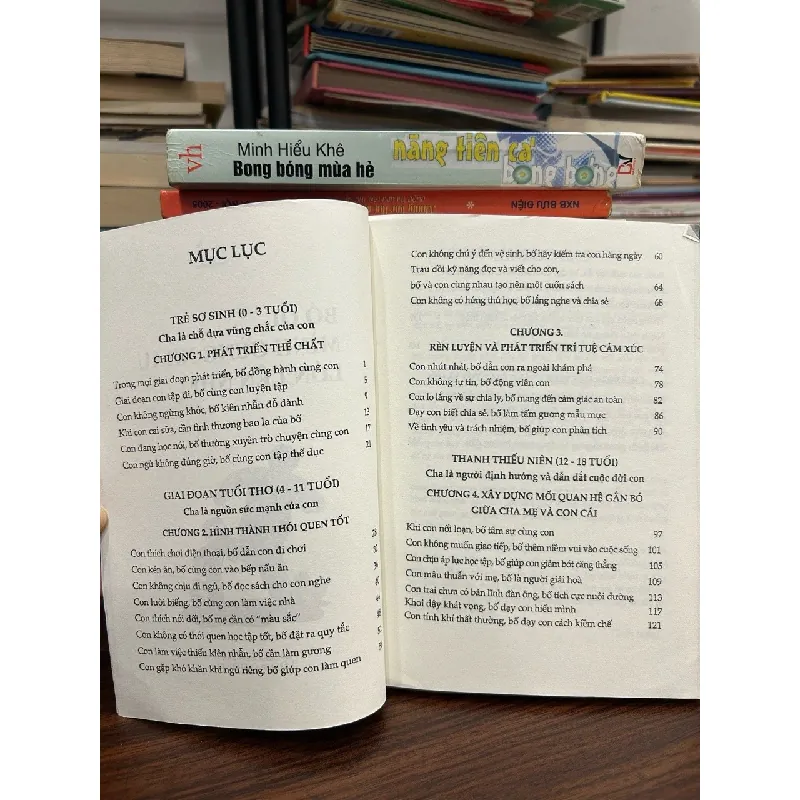 vh
Minh Hiểu Khê
Bong bóng mùa hè
nàng tiên cá
bong bóng
NXB BƯU ĐIỆN
2005
MỤC LỤC
TRẺ SƠ SINH (0 - 3 TUỔI)
Cha là chỗ dựa vững chắc của con
CHƯƠNG 1. PHÁT TRIỂN THỂ CHẤT
Trong mọi giai đoạn phát triển, bố đồng hành cùng con 1
Giai đoạn con tập đi, bố cùng con luyện tập 5
Con không ngừng khóc, bố kiên nhẫn dỗ dành 9
Khi con cai sữa, cần tình thương bao la của bố 13
Con đang học nói, bố thường xuyên trò chuyện cùng con 17
Con ngủ không đúng giờ, bố cùng con tập thể dục 21
GIAI ĐOẠN TUỔI THƠ (4 - 11 TUỔI)
Cha là nguồn sức mạnh của con
CHƯƠNG 2. HÌNH THÀNH THÓI QUEN TỐT
Con thích chơi điện thoại, bố dẫn con đi chơi
Con kén ăn, bố cùng con vào bếp nấu ăn
Con không chịu đi ngủ, bố đọc sách cho con nghe
Con lười biếng, bố cùng con làm việc nhà
Con thích nói dối, bố mẹ cần có "màu sắc"
Con không có thói quen học tập tốt, bố đặt ra quy tắc
Con làm việc thiếu kiên nhẫn, bố cần làm gương
Con gặp khó khăn khi ngủ riêng, bố giúp con làm quen
Con không chú ý đến vệ sinh, bố hãy kiểm tra con hằng ngày 60
Trau dồi kỹ năng đọc và viết cho con,
bố và con cùng nhau tạo nên một cuốn sách 64
Con không có hứng thú học, bố lắng nghe và chia sẻ 68
CHƯƠNG 3.
RÈN LUYỆN VÀ PHÁT TRIỂN TRÍ TUỆ CẢM XÚC
Con nhút nhát, bố dẫn con ra ngoài khám phá 74
Con không tự tin, bố động viên con 78
Con lo lắng về sự chia ly, bố mang đến cảm giác an toàn 82
Dạy con biết chia sẻ, bố làm tấm gương mẫu mực 86
Về tình yêu và trách nhiệm, bố giúp con phân tích 90
THANH THIẾU NIÊN (12 - 18 TUỔI)
Cha là người định hướng và dẫn dắt cuộc đời con
CHƯƠNG 4. XÂY DỰNG MỐI QUAN HỆ GẮN BÓ
GIỮA CHA MẸ VÀ CON CÁI
Khi con nổi loạn, bố tâm sự cùng con 97
Con không muốn giao tiếp, bố thêm niềm vui vào cuộc sống 101
Con chịu áp lực học tập, bố giúp con giảm bớt căng thẳng 105
Con mâu thuẫn với mẹ, bố là người giải hoà 109
Con trai chưa có bản lĩnh đàn ông, bố tích cực nuôi dưỡng 113
Khơi dậy khát vọng, bố dạy con hiểu mình 117
Con tính khí thất thường, bố dạy con cách kiềm chế 121